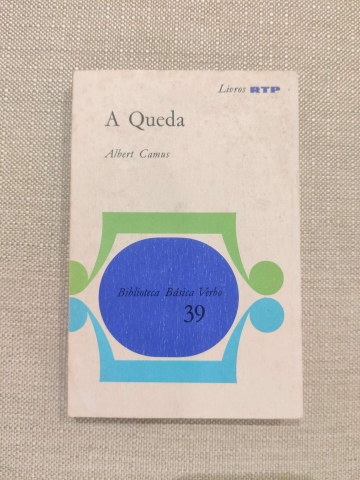 Livros RTP
A Queda
Albert Camus
Biblioteca Básica Verbo
39